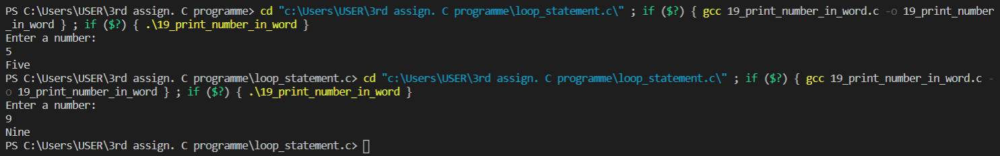 PS C:\Users\USER\3rd assign. C programme> cd "c:\Users\USER\3rd assign. C programme\loop_statement.c\" ; if ($?) { gcc 19_print_number_in_word.c -o 19_print_number
_in_word } ; if ($?) { .\19_print_number_in_word }
Enter a number:
5
Five
PS C:\Users\USER\3rd assign. C programme\loop_statement.c> cd "c:\Users\USER\3rd assign. C programme\loop_statement.c\" ; if ($?) { gcc 19_print_number_in_word.c -
o 19_print_number_in_word } ; if ($?) { .\19_print_number_in_word }
Enter a number:
9
Nine
PS C:\Users\USER\3rd assign. C programme\loop_statement.c>